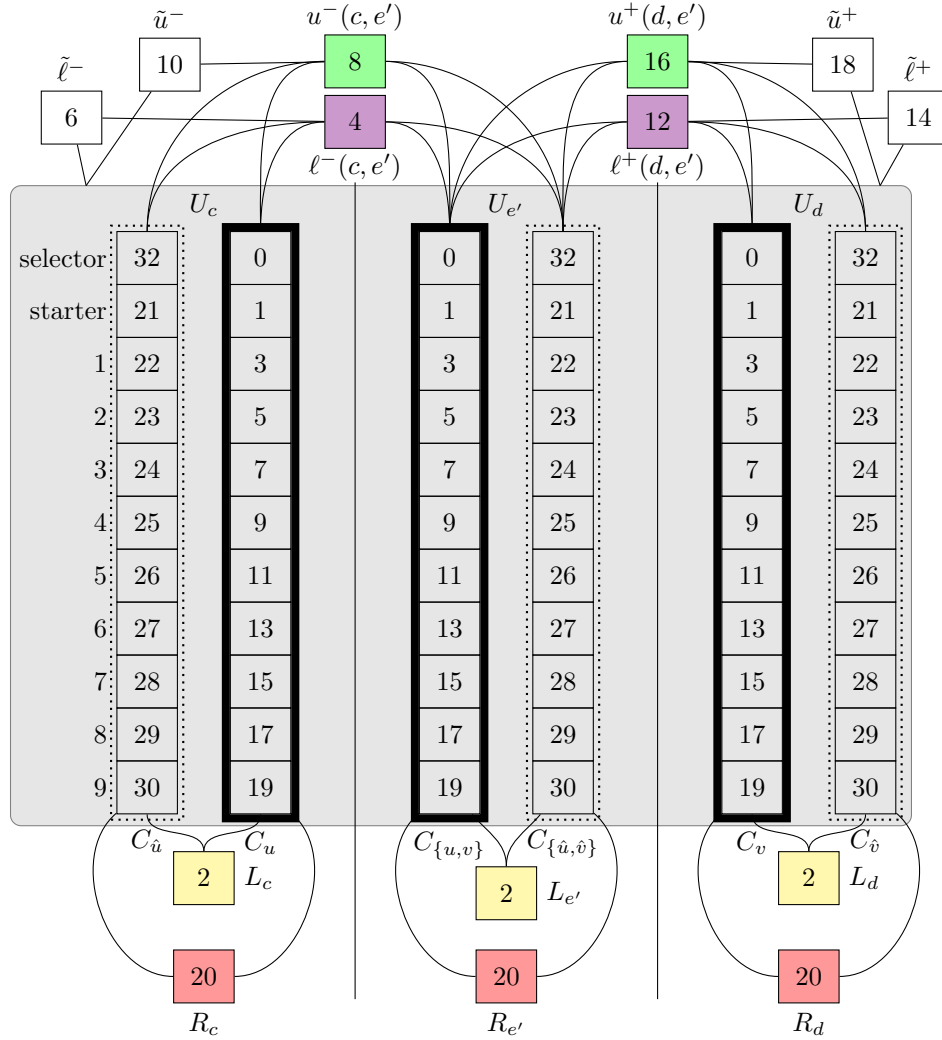 ũ⁻ u⁻(c, e′) u⁺(d, e′) ũ⁺
10 8 16 18
ℓ̃⁻ ℓ̃⁺
6 4 12 14
ℓ⁻(c, e′) ℓ⁺(d, e′)
U_c U_{e′} U_d
selector 32 0 0 32 0 32
starter 21 1 1 21 1 21
1 22 3 3 22 3 22
2 23 5 5 23 5 23
3 24 7 7 24 7 24
4 25 9 9 25 9 25
5 26 11 11 26 11 26
6 27 13 13 27 13 27
7 28 15 15 28 15 28
8 29 17 17 29 17 29
9 30 19 19 30 19 30
C_û C_u C_{{u,v}} C_{{û,v̂}} C_v C_v̂
2 L_c 2 L_{e′} 2 L_d
20 20 20
R_c R_{e′} R_d